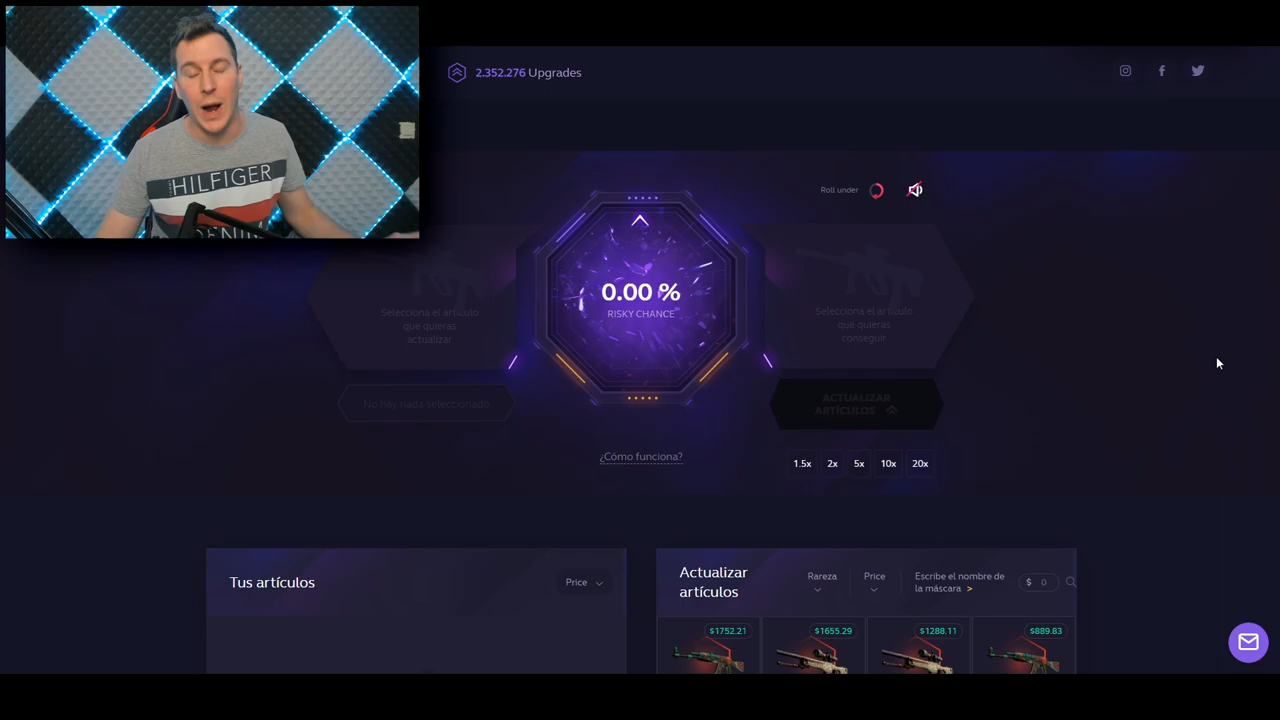 HILFIGER
DENIM
2.352.276 Upgrades
Roll under
0.00 %
RISKY CHANCE
Selecciona el artículo
que quieras
actualizar
Selecciona el artículo
que quieras
conseguir
No hay nada seleccionado
ACTUALIZAR
ARTÍCULOS
¿Cómo funciona?
1.5x 2x 5x 10x 20x
Tus artículos
Price
Actualizar
artículos
Rareza
Price
Escribe el nombre de
la máscara >
$ 0
$1752.21
$1655.29
$1288.11
$889.83